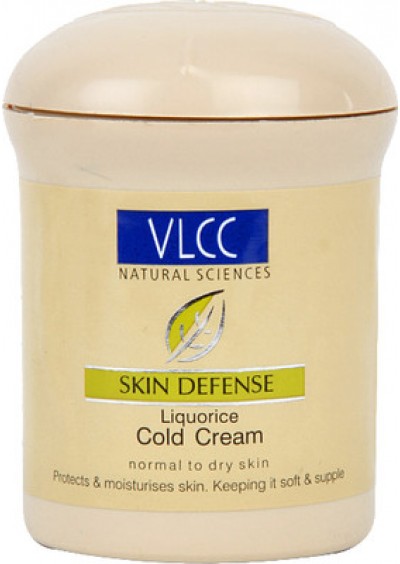 VLCC
NATURAL SCIENCES
SKIN DEFENSE
Liquorice
Cold Cream
normal to dry skin
Protects & moisturises skin. Keeping it soft & supple